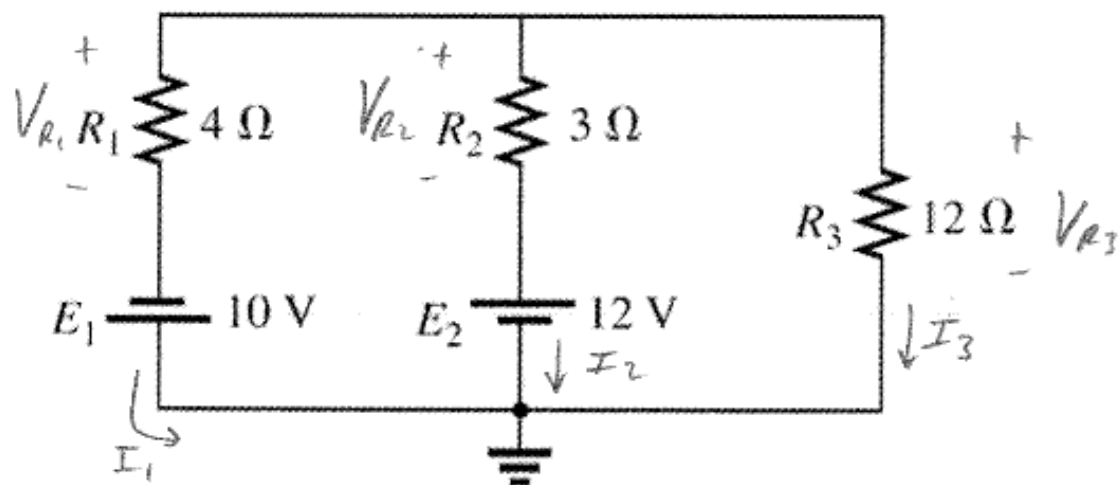 + + 
V_R₁ R₁ 4 Ω V_R₂ R₂ 3 Ω +
- - R₃ 12 Ω V_R₃
-
E₁ 10 V E₂ 12 V
I₁ I₂ I₃